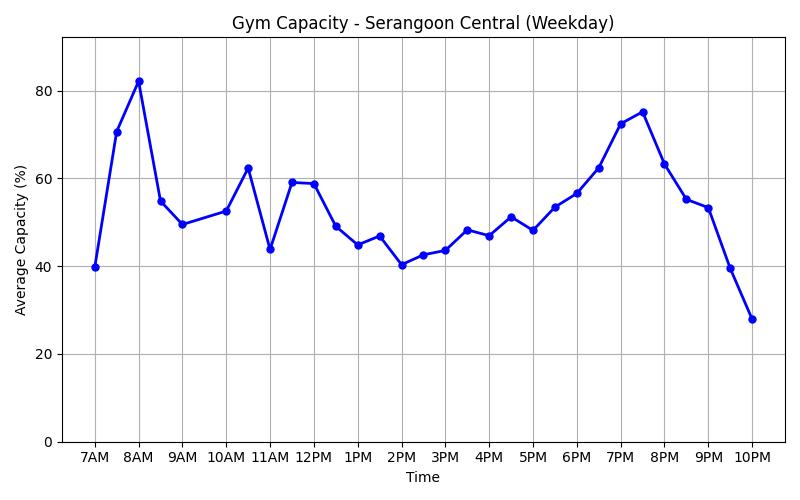 Gym Capacity - Serangoon Central (Weekday)
Average Capacity (%)
80
60
40
20
0
7AM 8AM 9AM 10AM 11AM 12PM 1PM 2PM 3PM 4PM 5PM 6PM 7PM 8PM 9PM 10PM
Time